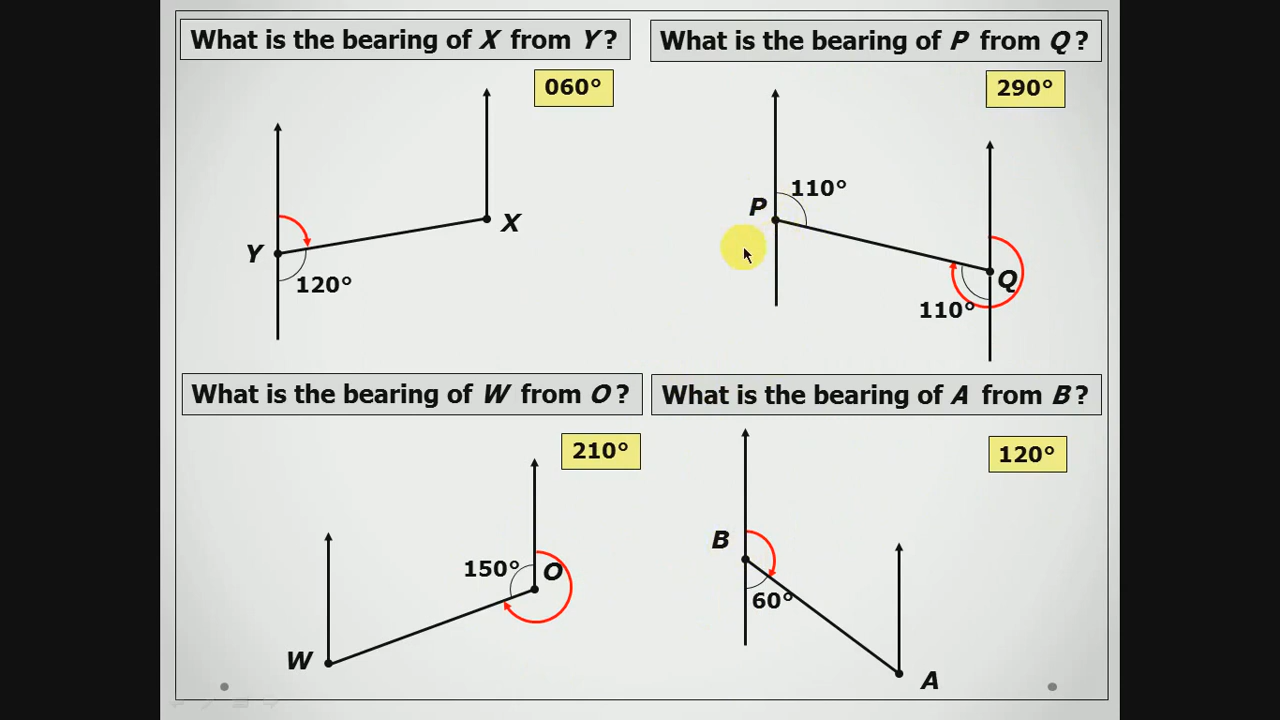 What is the bearing of X from Y?
060°
X
Y
120°
What is the bearing of P from Q?
290°
110°
P
Q
110°
What is the bearing of W from O?
210°
150°
O
W
What is the bearing of A from B?
120°
B
60°
A